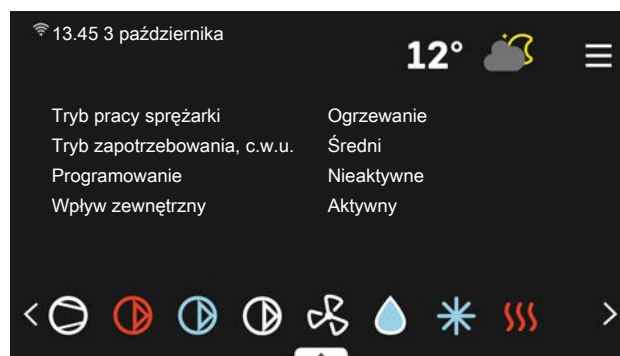 13.45 3 października
12°
Tryb pracy sprężarki Ogrzewanie
Tryb zapotrzebowania, c.w.u. Średni
Programowanie Nieaktywne
Wpływ zewnętrzny Aktywny